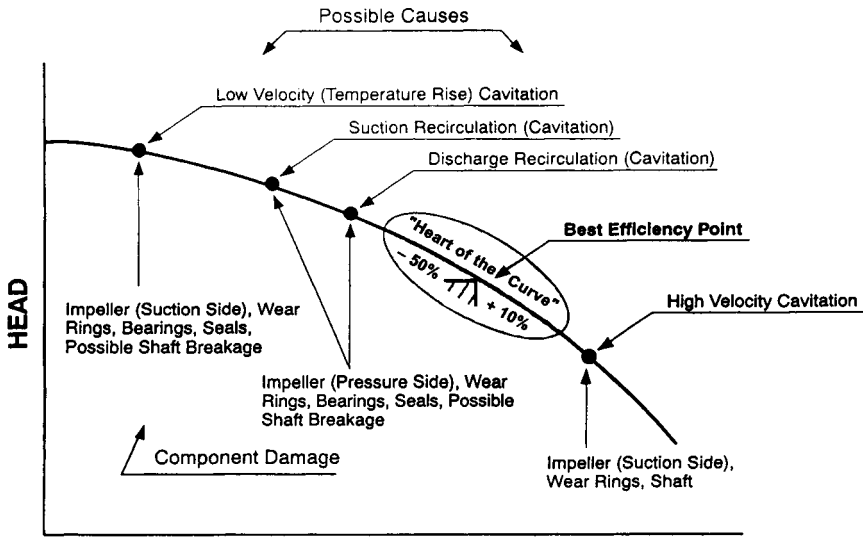 Possible Causes
Low Velocity (Temperature Rise) Cavitation
Suction Recirculation (Cavitation)
Discharge Recirculation (Cavitation)
"Heart of the Curve"
Best Efficiency Point
– 50%
+ 10%
High Velocity Cavitation
HEAD
Impeller (Suction Side), Wear
Rings, Bearings, Seals,
Possible Shaft Breakage
Impeller (Pressure Side), Wear
Rings, Bearings, Seals, Possible
Shaft Breakage
Component Damage
Impeller (Suction Side),
Wear Rings, Shaft